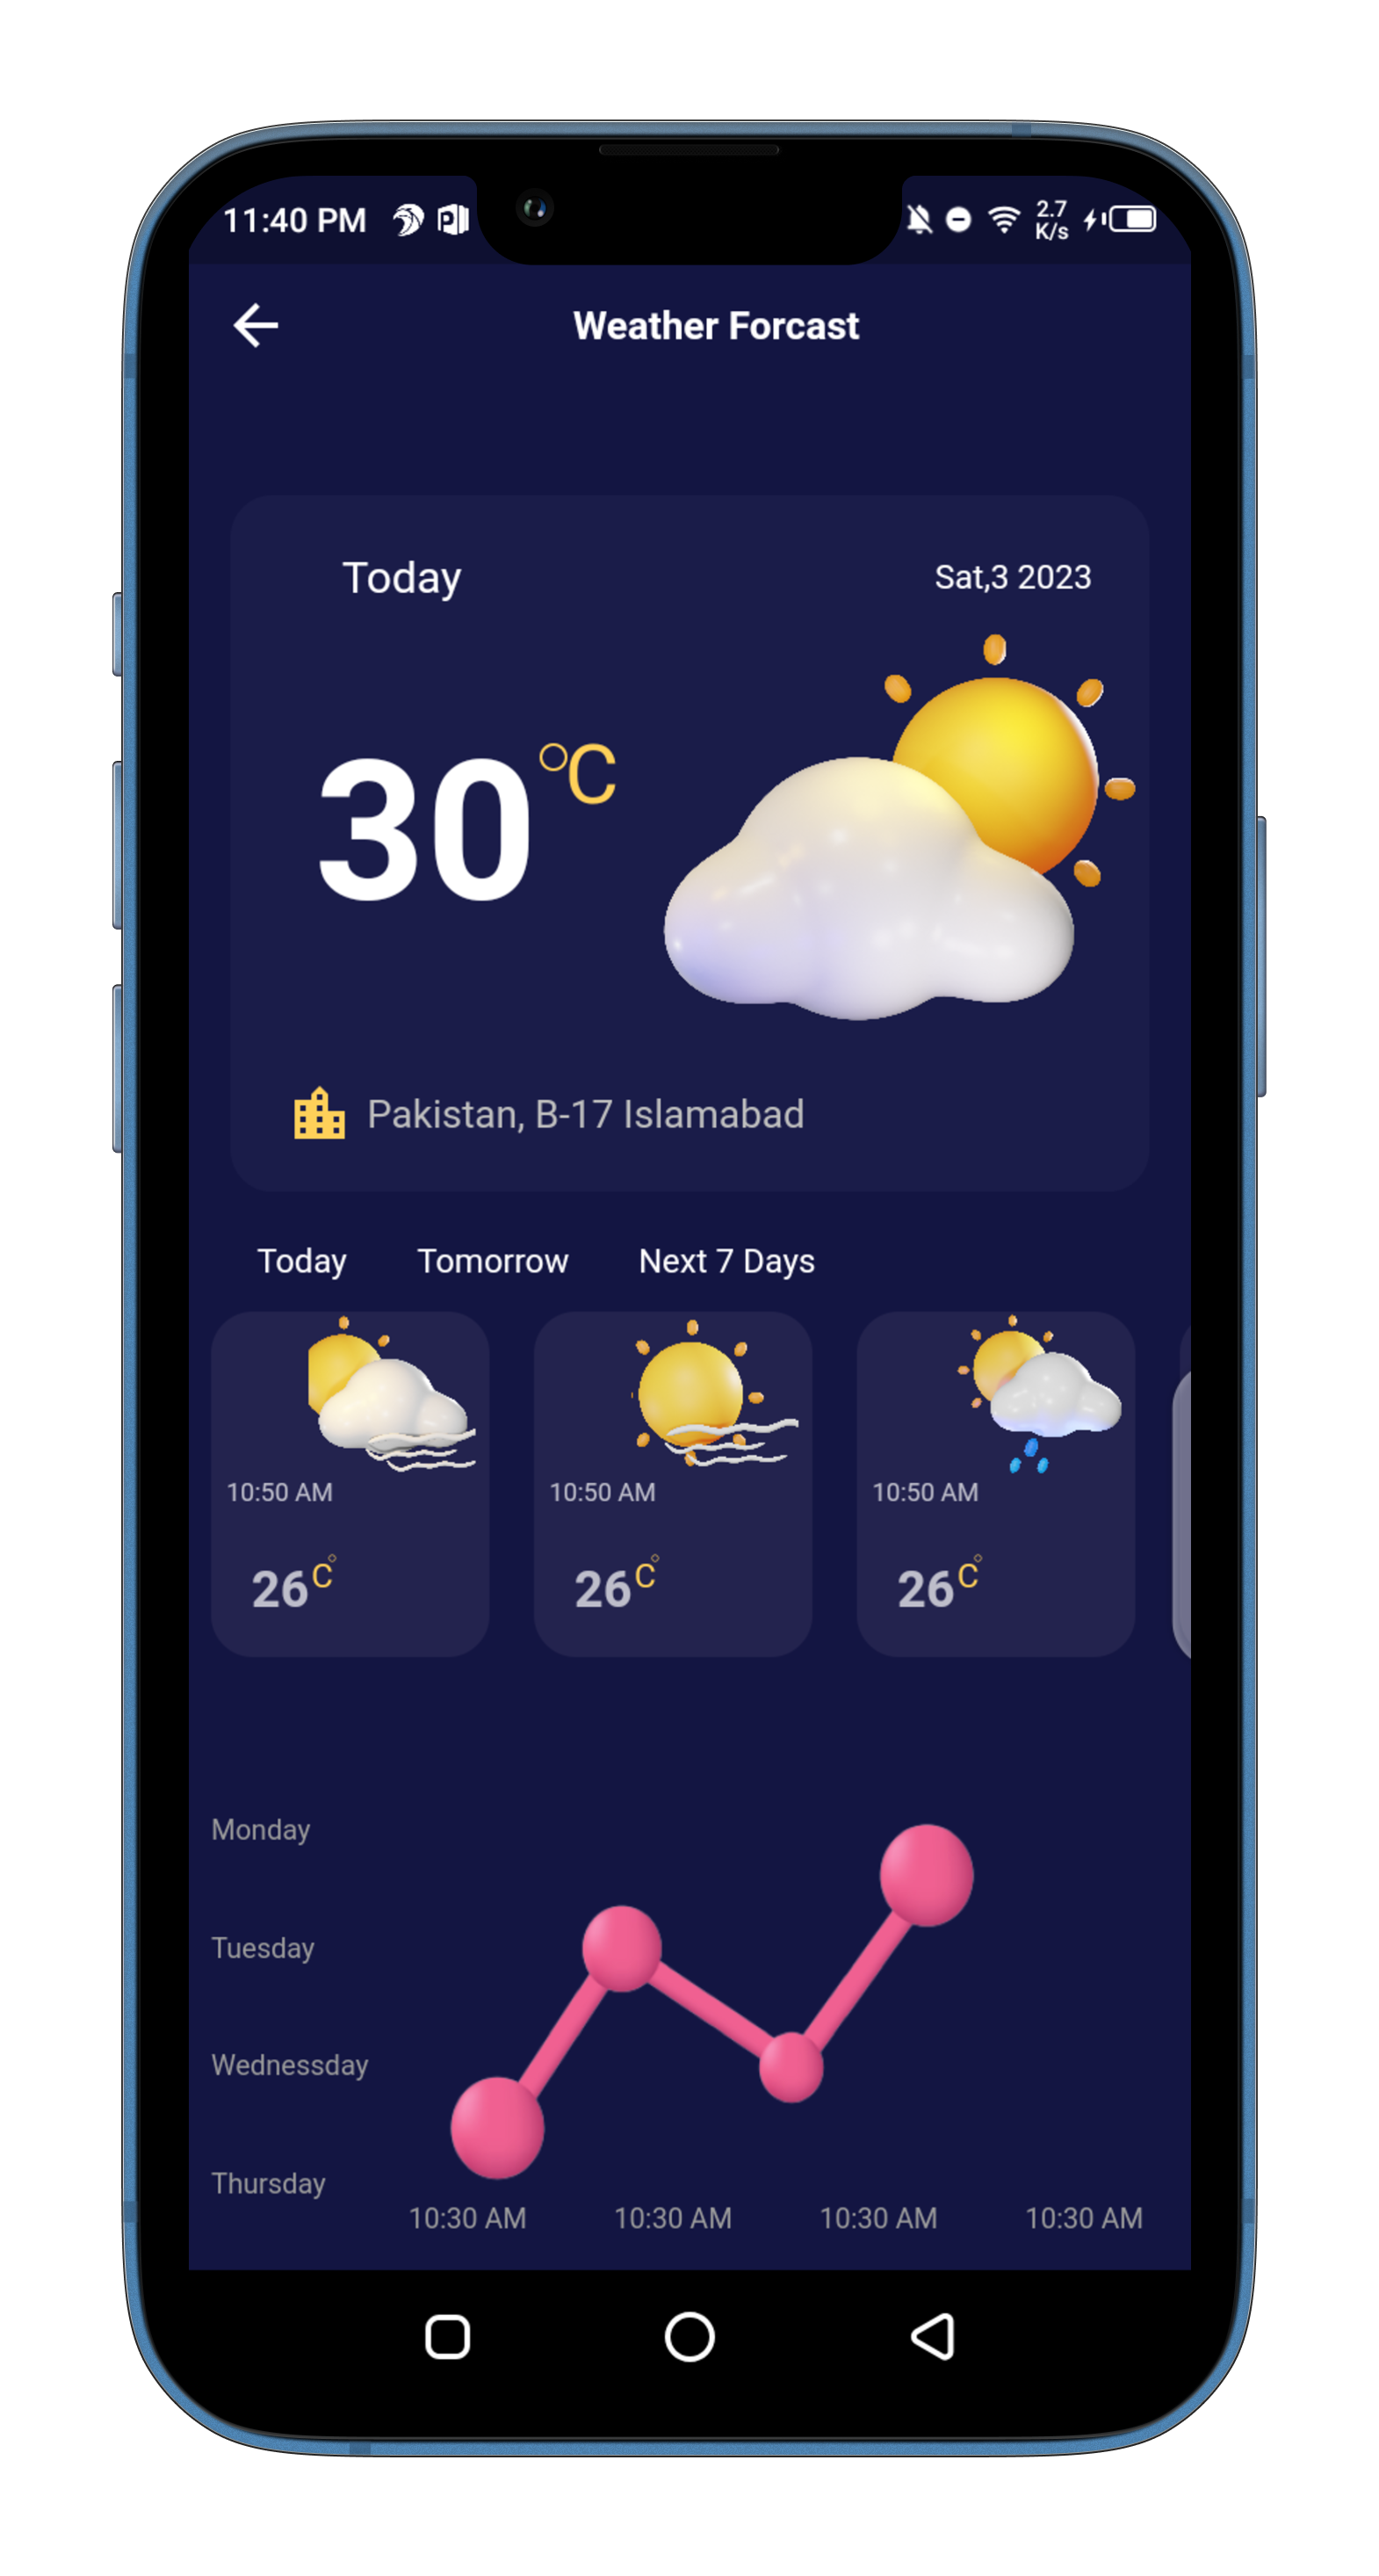 11:40 PM
2.7
K/s
Weather Forcast
Today
Sat,3 2023
30 °C
Pakistan, B-17 Islamabad
Today Tomorrow Next 7 Days
10:50 AM 10:50 AM 10:50 AM
26 C° 26 C° 26 C°
Monday
Tuesday
Wednessday
Thursday
10:30 AM 10:30 AM 10:30 AM 10:30 AM